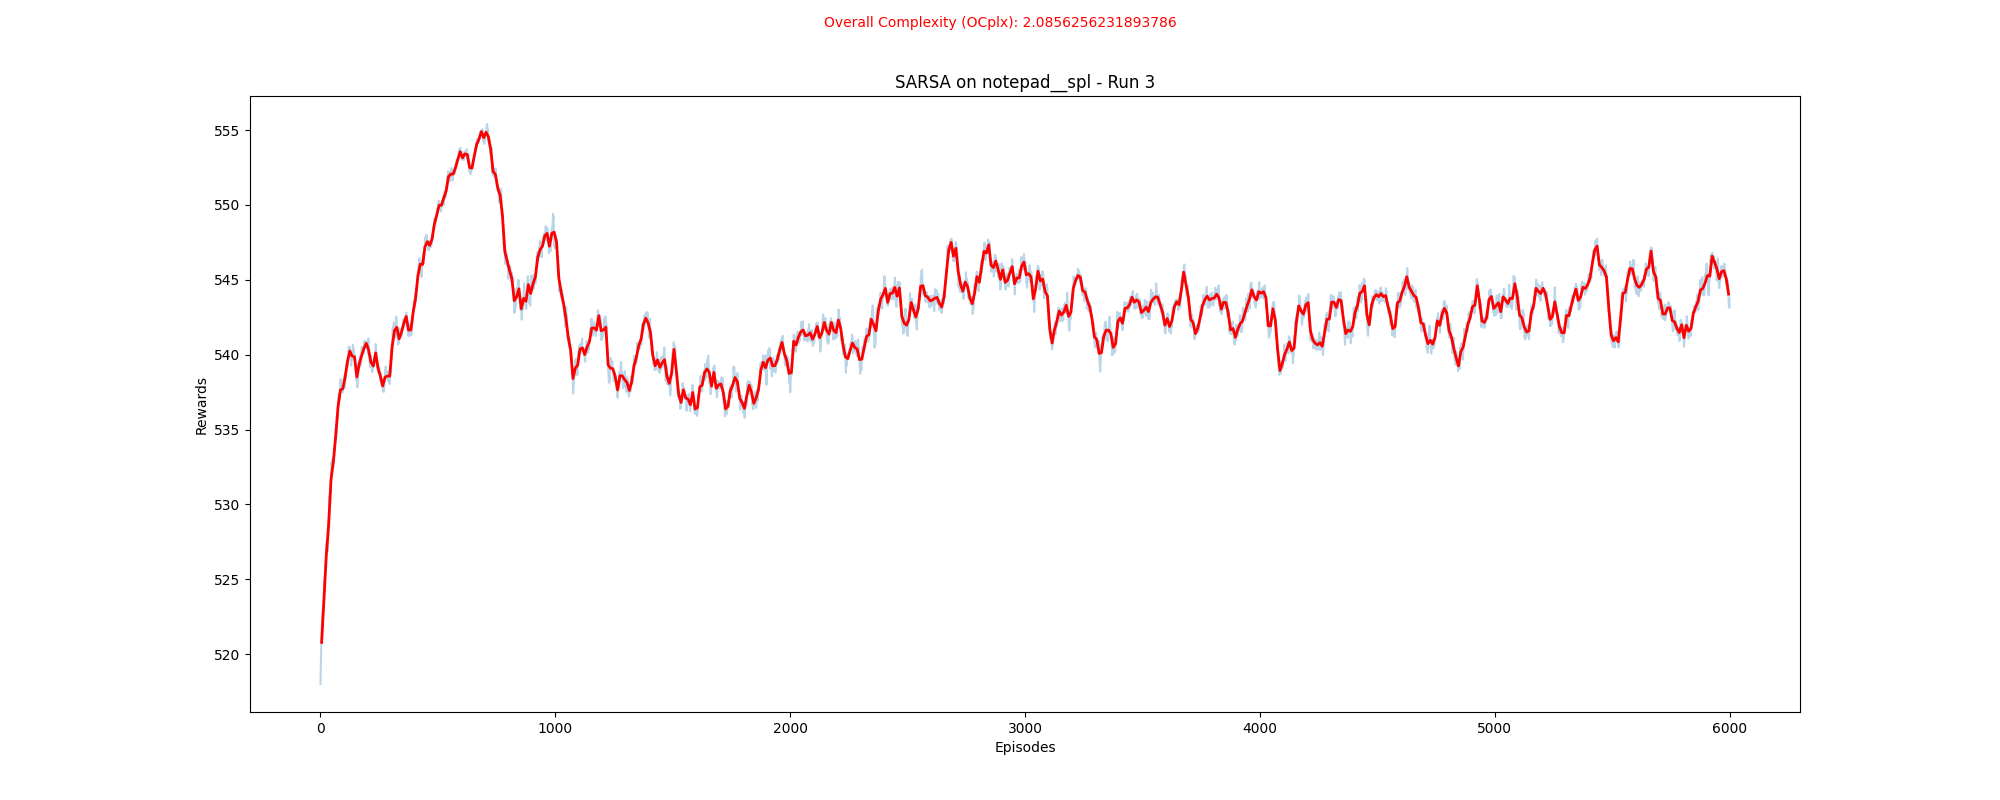 Overall Complexity (OCplx): 2.0856256231893786
SARSA on notepad__spl - Run 3
Rewards
555
550
545
540
535
530
525
520
0 1000 2000 3000 4000 5000 6000
Episodes